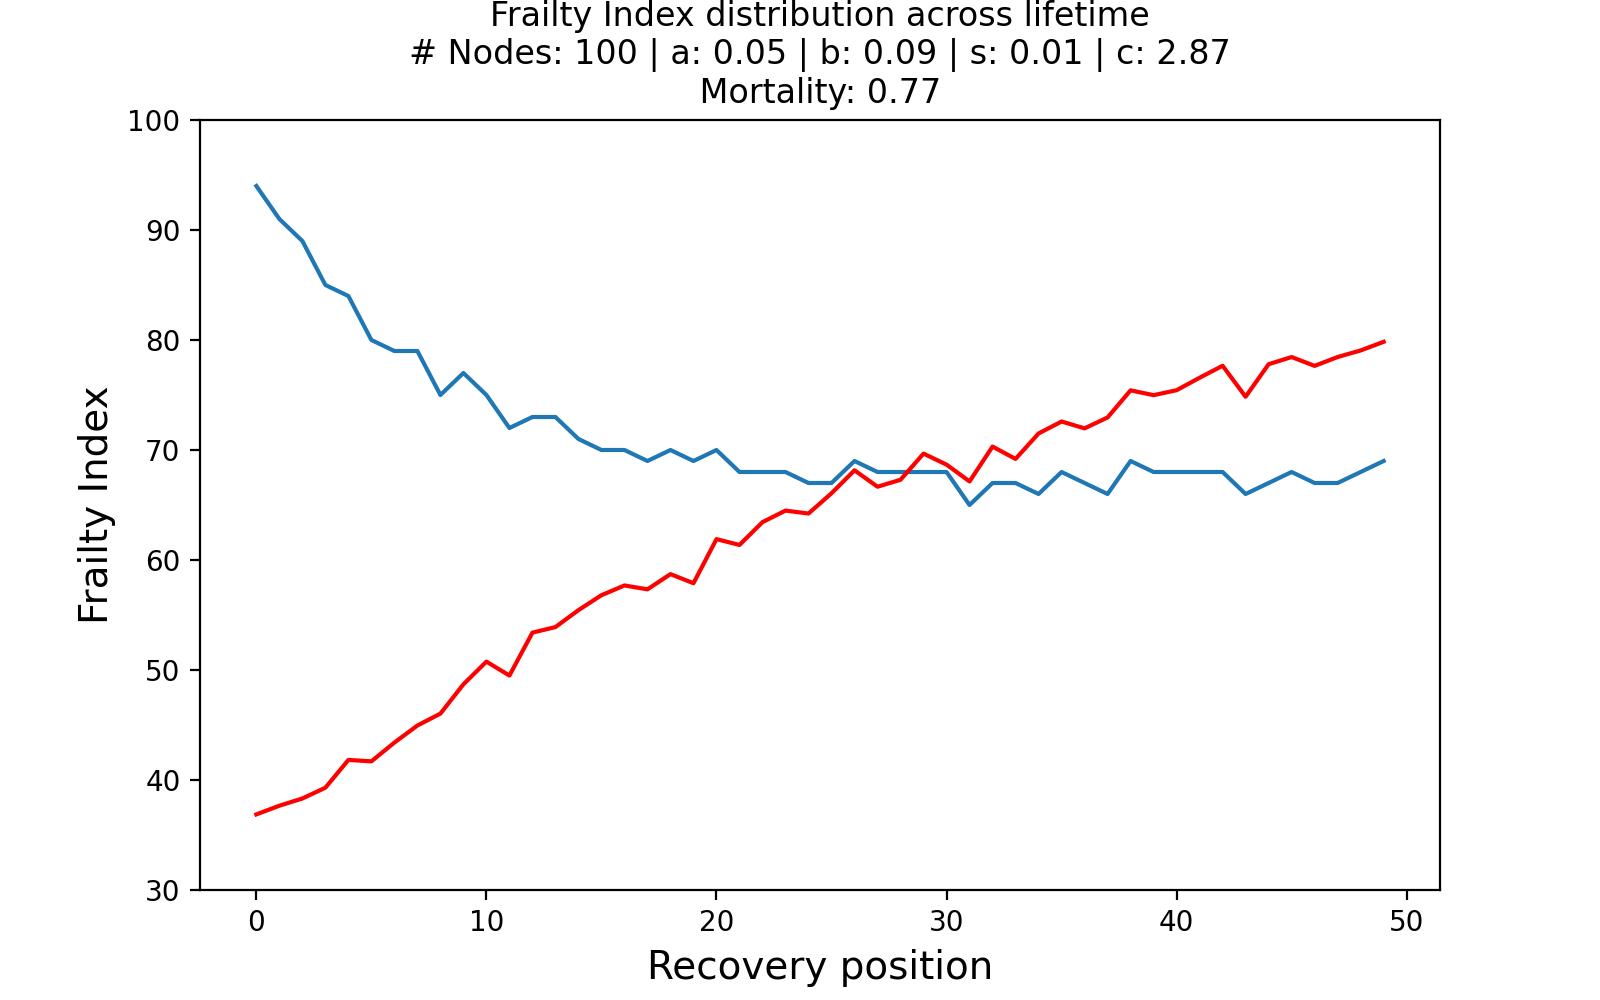 Frailty Index distribution across lifetime
# Nodes: 100 | a: 0.05 | b: 0.09 | s: 0.01 | c: 2.87
Mortality: 0.77
100
90
80
70
60
50
40
30
Frailty Index
0 10 20 30 40 50
Recovery position